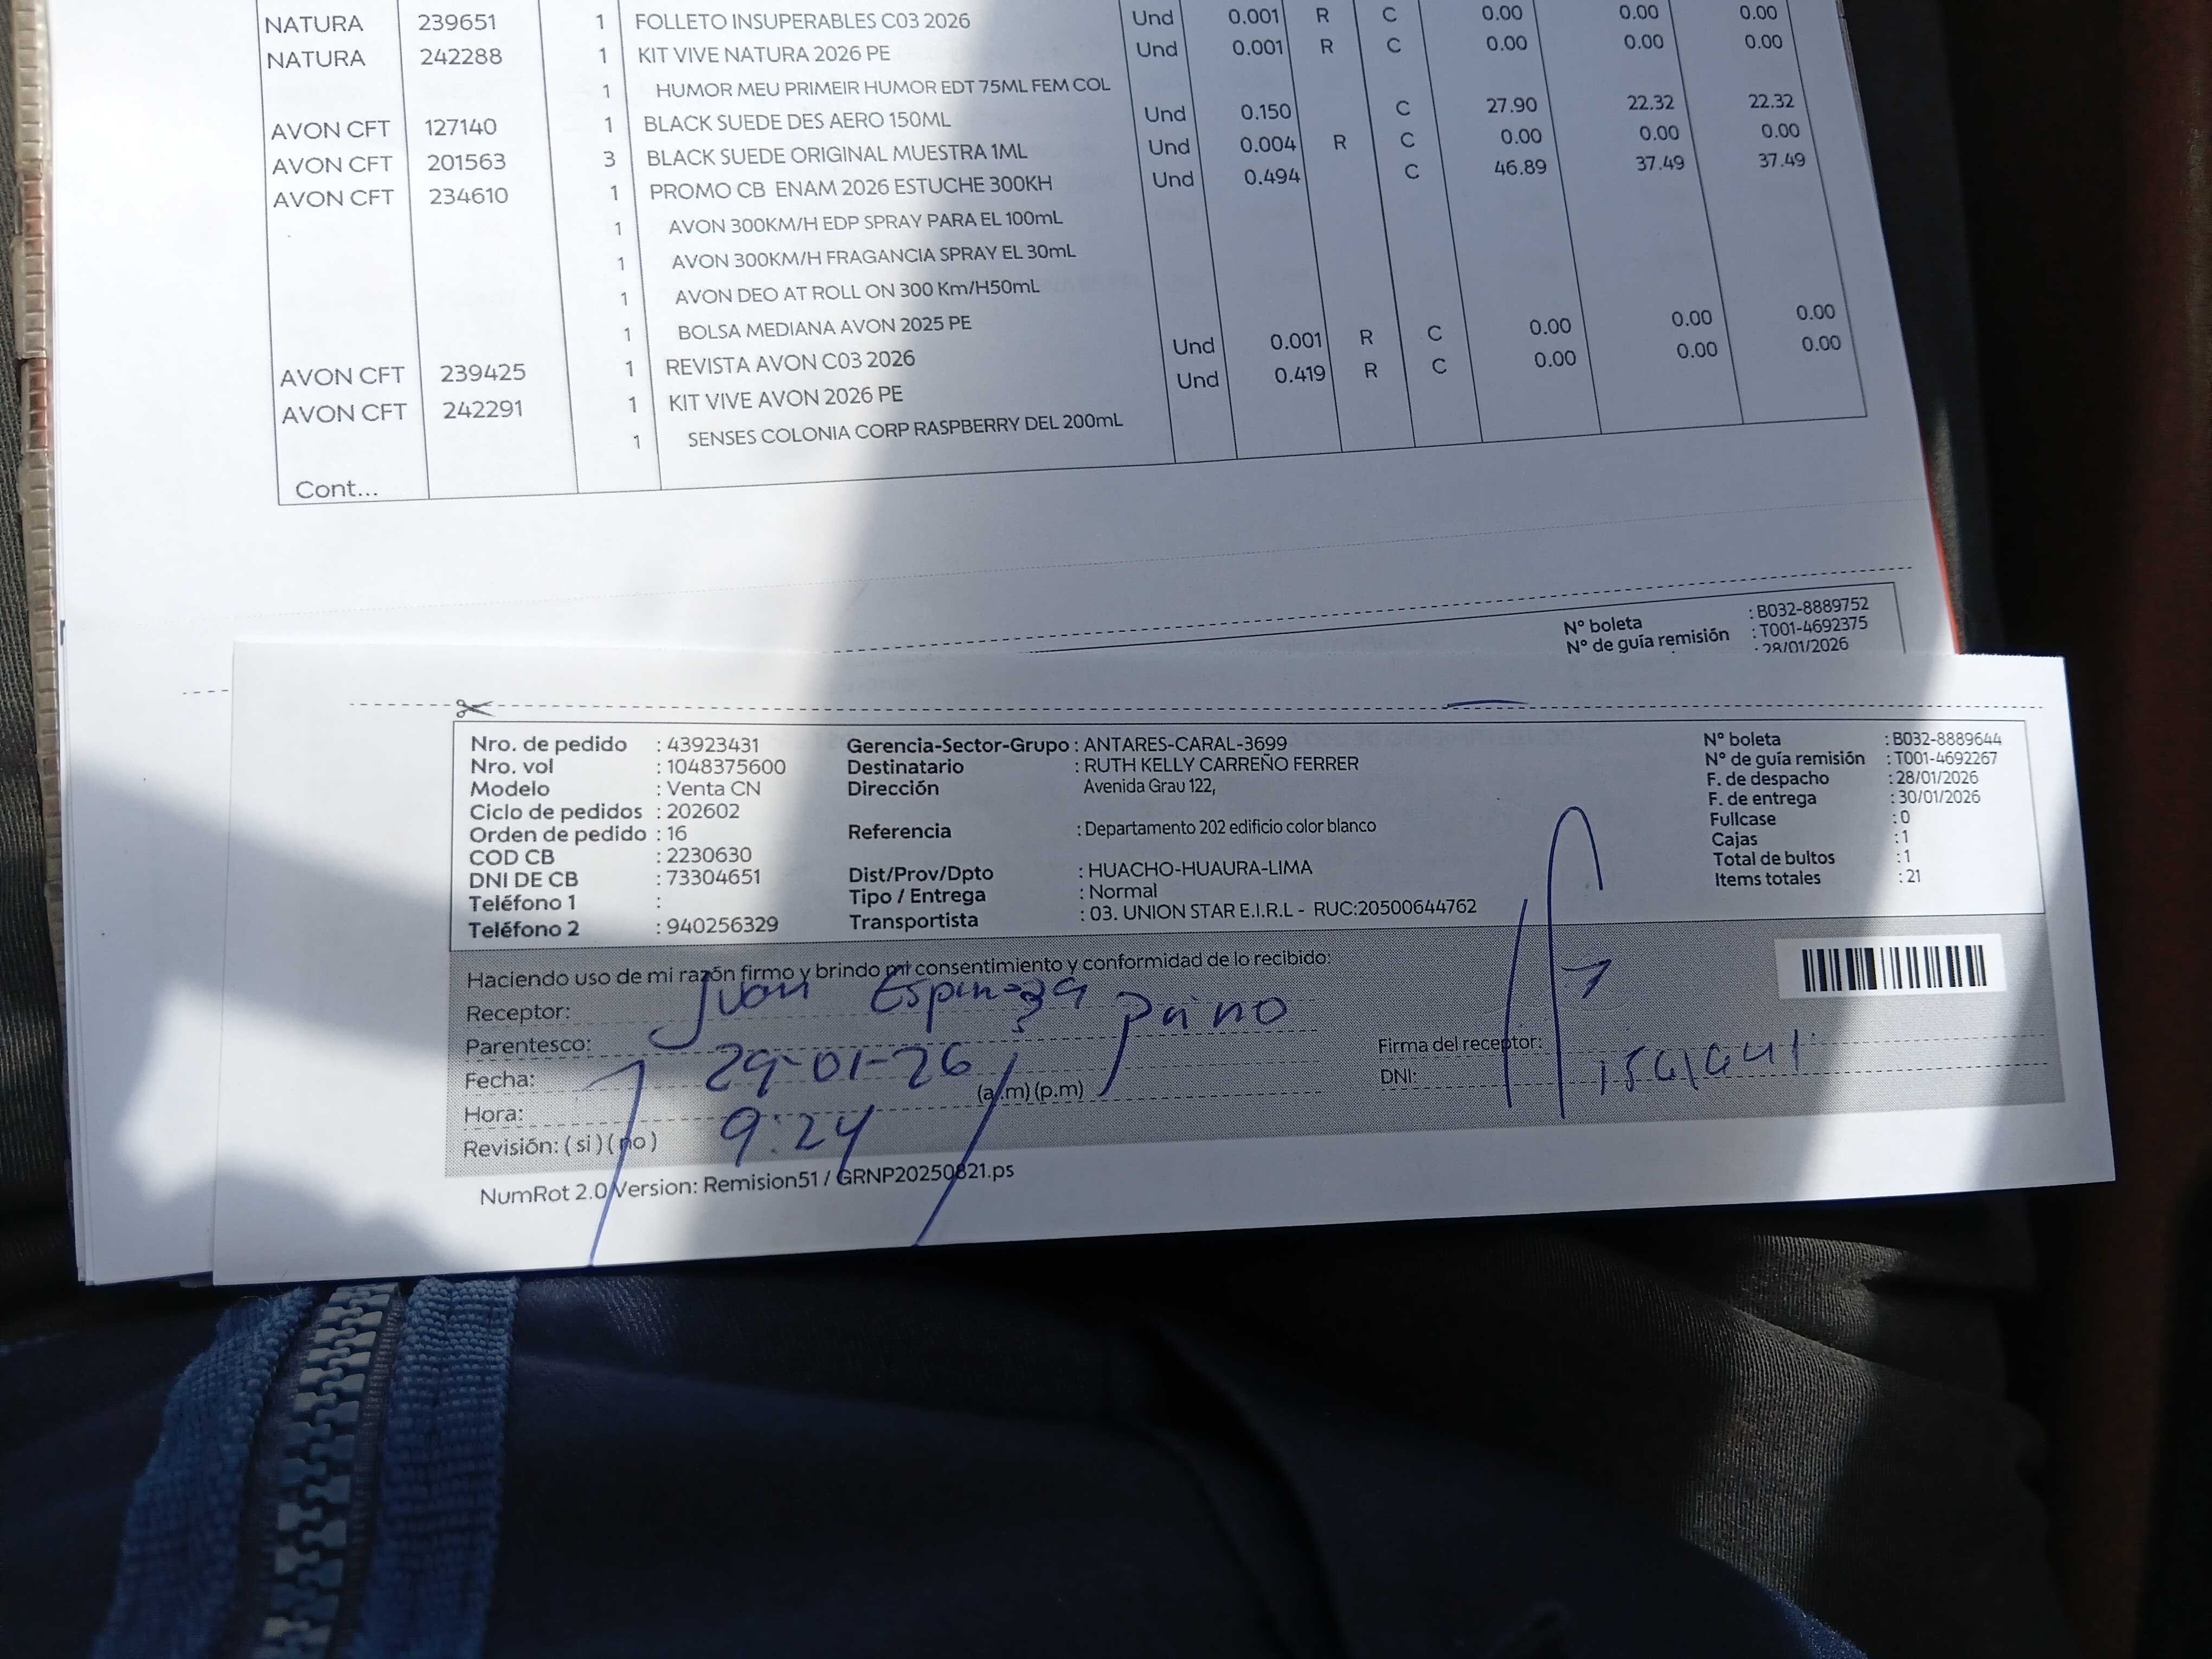 NATURA 239651 1 FOLLETO INSUPERABLES C03 2026 Und 0.001 R C 0.00 0.00 0.00
NATURA 242288 1 KIT VIVE NATURA 2026 PE Und 0.001 R C 0.00 0.00 0.00
1 HUMOR MEU PRIMEIR HUMOR EDT 75ML FEM COL
AVON CFT 127140 1 BLACK SUEDE DES AERO 150ML Und 0.150 C 27.90 22.32 22.32
AVON CFT 201563 3 BLACK SUEDE ORIGINAL MUESTRA 1ML Und 0.004 R C 0.00 0.00 0.00
AVON CFT 234610 1 PROMO CB ENAM 2026 ESTUCHE 300KH Und 0.494 C 46.89 37.49 37.49
1 AVON 300KM/H EDP SPRAY PARA EL 100mL
1 AVON 300KM/H FRAGANCIA SPRAY EL 30mL
1 AVON DEO AT ROLL ON 300 Km/H50mL
1 BOLSA MEDIANA AVON 2025 PE
AVON CFT 239425 1 REVISTA AVON C03 2026 Und 0.001 R C 0.00 0.00 0.00
AVON CFT 242291 1 KIT VIVE AVON 2026 PE Und 0.419 R C 0.00 0.00 0.00
1 SENSES COLONIA CORP RASPBERRY DEL 200mL
Cont...
N° boleta : B032-8889752
N° de guía remisión : T001-4692375
: 28/01/2026
Nro. de pedido : 43923431
Nro. vol : 1048375600
Modelo : Venta CN
Ciclo de pedidos : 202602
Orden de pedido : 16
COD CB : 2230630
DNI DE CB : 73304651
Teléfono 1 :
Teléfono 2 : 940256329
Gerencia-Sector-Grupo : ANTARES-CARAL-3699
Destinatario : RUTH KELLY CARREÑO FERRER
Dirección Avenida Grau 122,
Referencia : Departamento 202 edificio color blanco
Dist/Prov/Dpto : HUACHO-HUAURA-LIMA
Tipo / Entrega : Normal
Transportista : 03. UNION STAR E.I.R.L - RUC:20500644762
N° boleta : B032-8889644
N° de guía remisión : T001-4692267
F. de despacho : 28/01/2026
F. de entrega : 30/01/2026
Fullcase : 0
Cajas : 1
Total de bultos : 1
Items totales : 21
Haciendo uso de mi razón firmo y brindo mi consentimiento y conformidad de lo recibido:
Receptor: Juan Espinoza
Parentesco: primo
Fecha: 29-01-26
Hora: 9:24 (a.m) (p.m)
Revisión: ( si ) ( no )
Firma del receptor:
DNI:
NumRot 2.0 Version: Remision51 / GRNP20250821.ps